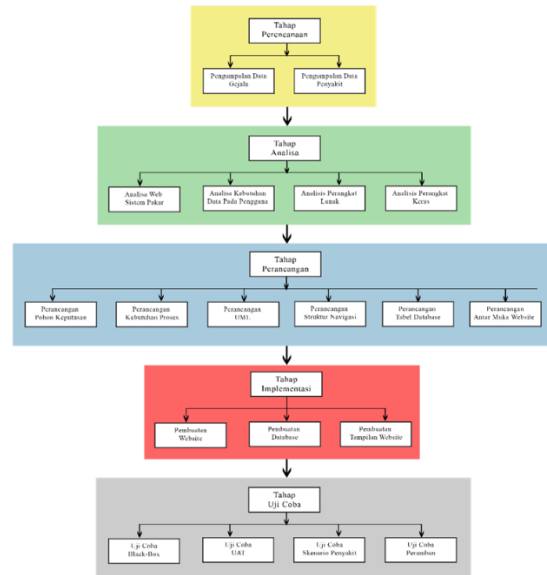 Tahap
Perencanaan
Pengumpulan Data
Gejala
Pengumpulan Data
Penyakit
Tahap
Analisa
Analisa Web
Sistem Pakar
Analisa Kebutuhan
Data Pada Pengguna
Analisis Perangkat
Lunak
Analisis Perangkat
Keras
Tahap
Perancangan
Perancangan
Pohon Keputusan
Perancangan
Kebutuhan Proses
Perancangan
UML
Perancangan
Struktur Navigasi
Perancangan
Tabel Database
Perancangan
Antar Muka Website
Tahap
Implementasi
Pembuatan
Website
Pembuatan
Database
Pembuatan
Tampilan Website
Tahap
Uji Coba
Uji Coba
Black-Box
Uji Coba
UAT
Uji Coba
Skenario Penyakit
Uji Coba
Peramban